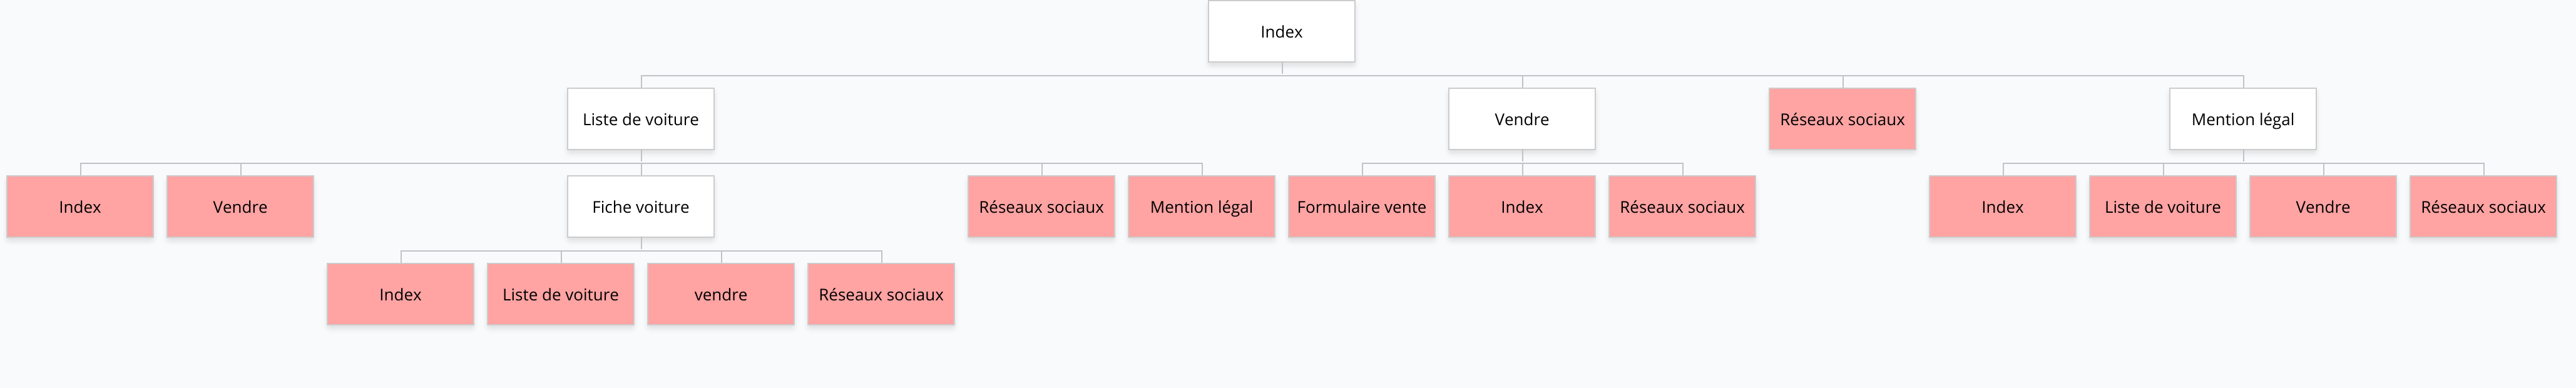 Index
Liste de voiture
Vendre
Réseaux sociaux
Mention légal
Index
Vendre
Fiche voiture
Réseaux sociaux
Mention légal
Formulaire vente
Index
Réseaux sociaux
Index
Liste de voiture
Vendre
Réseaux sociaux
Index
Liste de voiture
vendre
Réseaux sociaux